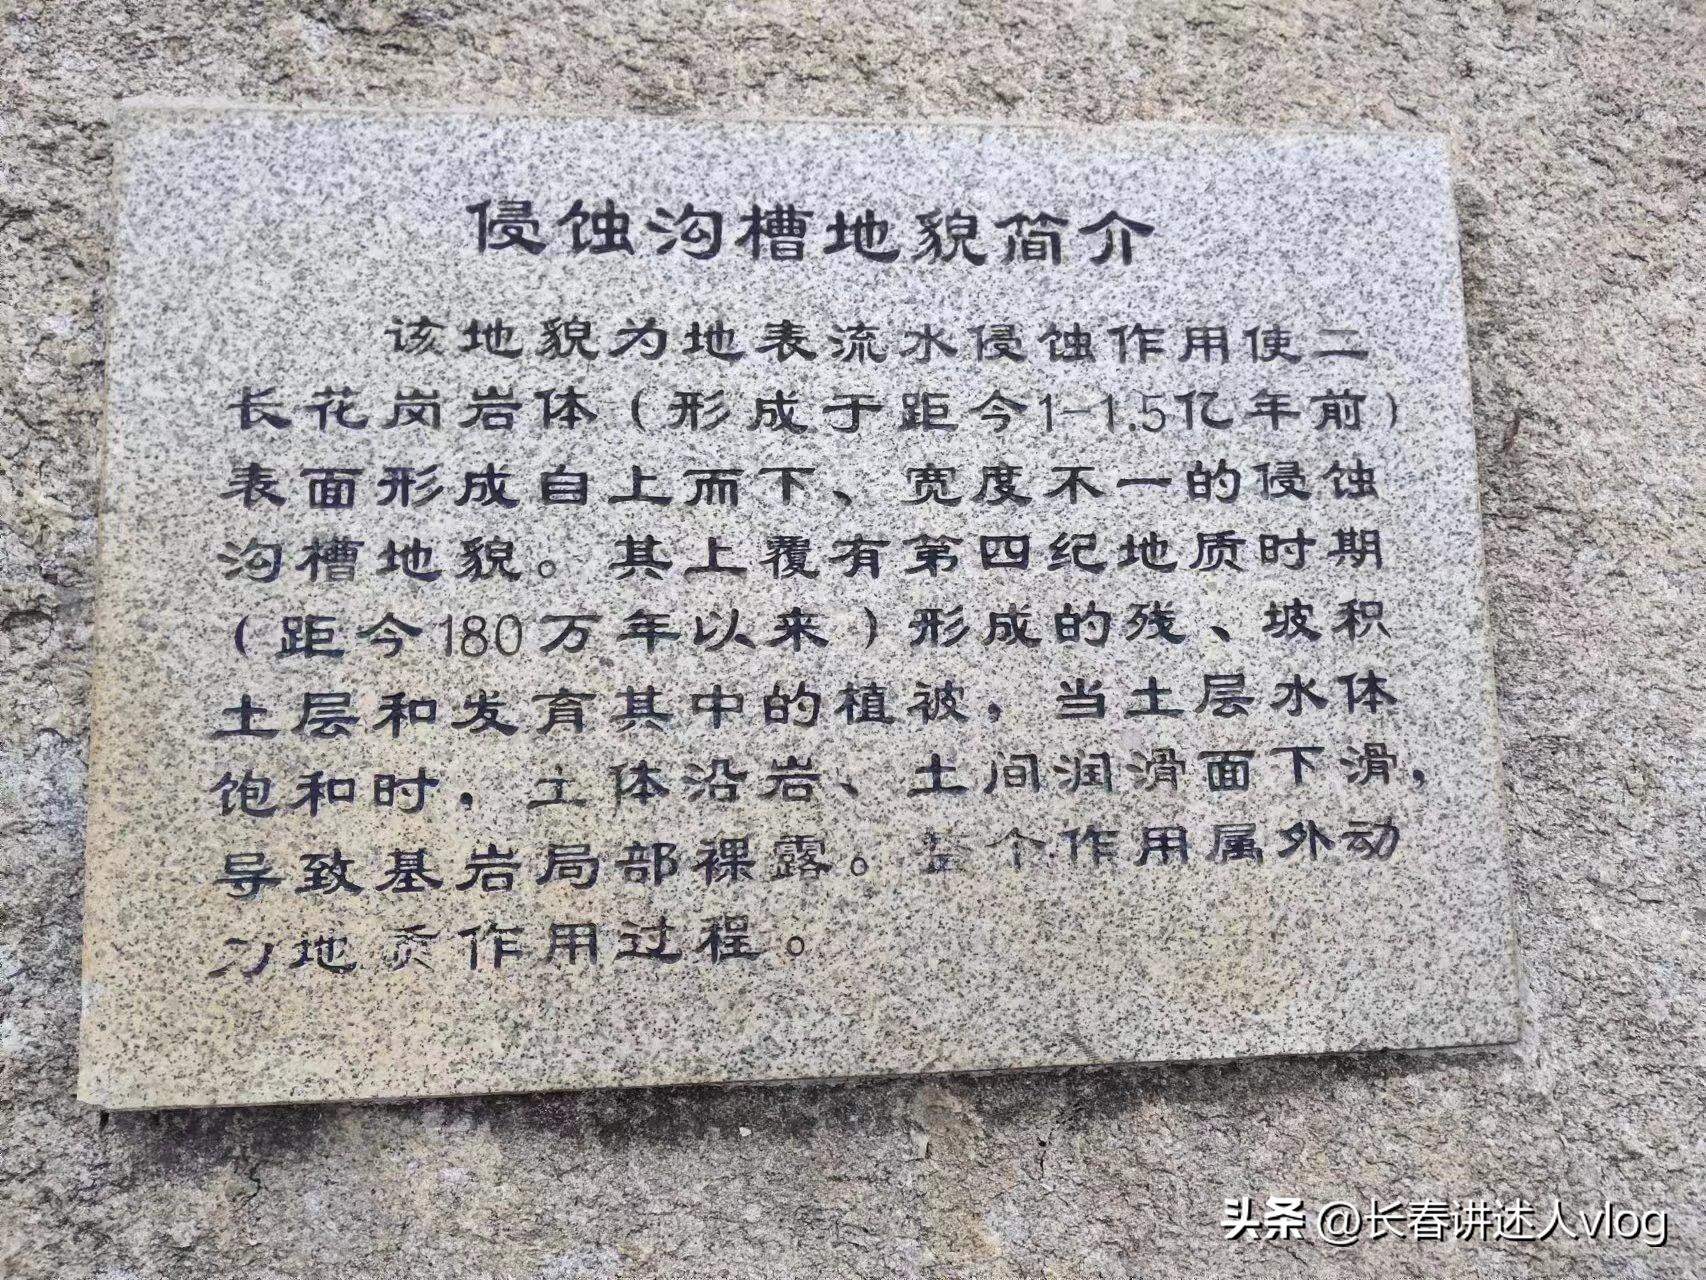 侵蚀沟槽地貌简介
该地貌为地表流水侵蚀作用使二
长花岗岩体（形成于距今1-1.5亿年前）
表面形成自上而下、宽度不一的侵蚀
沟槽地貌。其上覆有第四纪地质时期
（距今180万年以来）形成的残、坡积
土层和发育其中的植被，当土层水体
饱和时，土体沿岩、土间润滑面下滑，
导致基岩局部裸露。整个作用属外动
力地质作用过程。
头条 @长春讲述人vlog